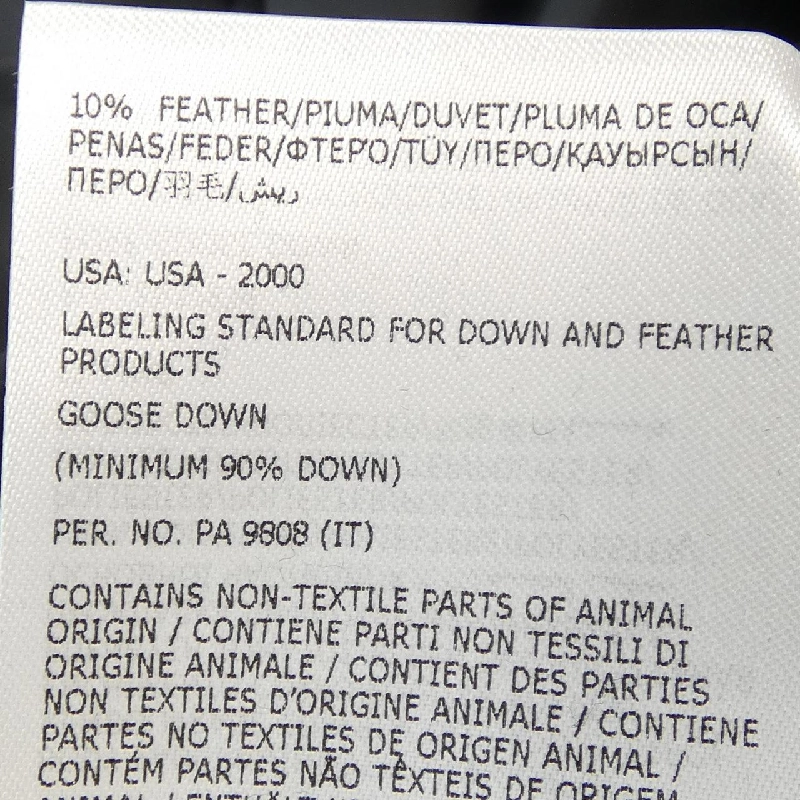 10% FEATHER/PIUMA/DUVET/PLUMA DE OCA/
PENAS/FEDER/ΦΤΕΡΌ/TÜY/ПЕРО/ҚАУЫРСЫН/
ПЕРО/羽毛/ريش
USA: USA - 2000
LABELING STANDARD FOR DOWN AND FEATHER
PRODUCTS
GOOSE DOWN
(MINIMUM 90% DOWN)
PER. NO. PA 9808 (IT)
CONTAINS NON-TEXTILE PARTS OF ANIMAL
ORIGIN / CONTIENE PARTI NON TESSILI DI
ORIGINE ANIMALE / CONTIENT DES PARTIES
NON TEXTILES D'ORIGINE ANIMALE / CONTIENE
PARTES NO TEXTILES DE ORIGEN ANIMAL /
CONTÉM PARTES NÃO TÊXTEIS DE ORIGEM